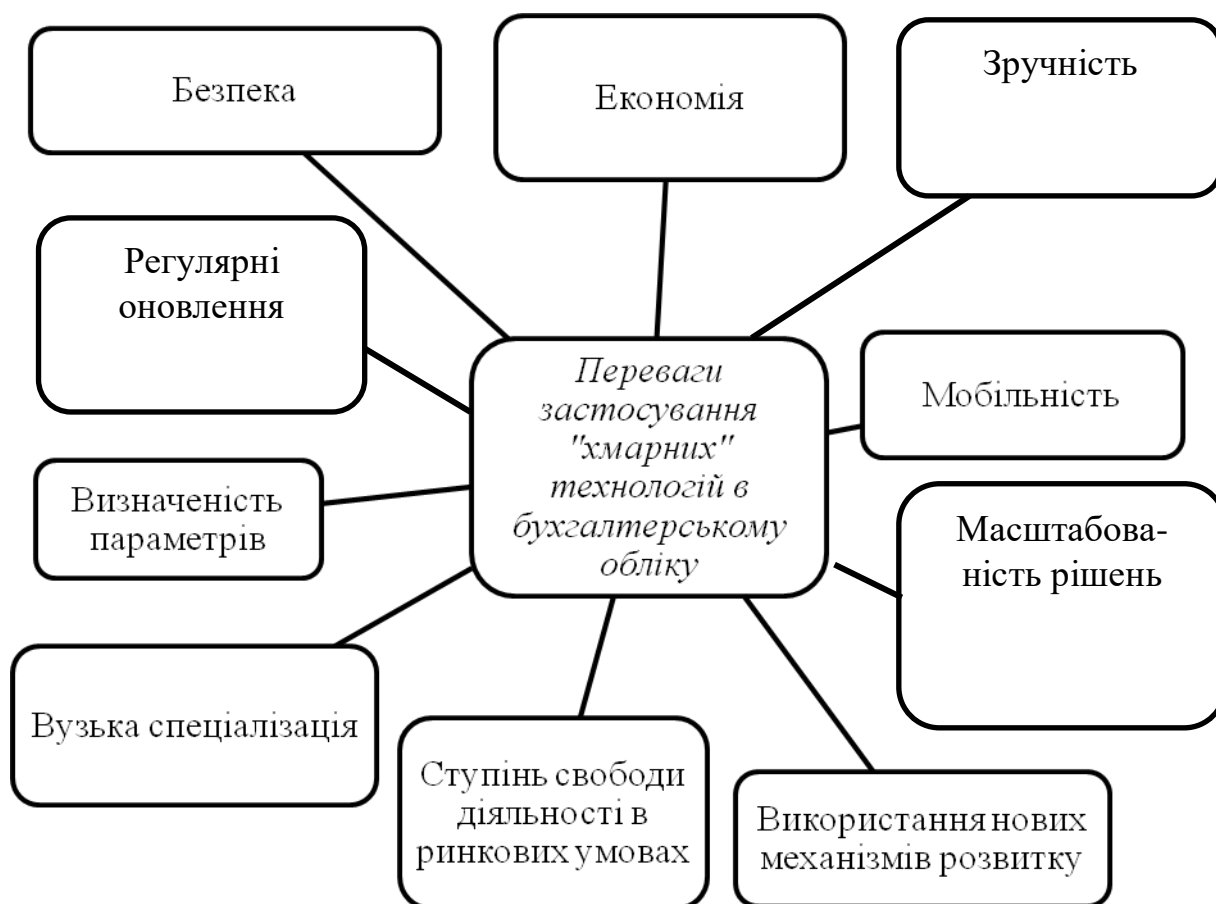 Безпека
Економія
Зручність
Регулярні
оновлення
Переваги
застосування
"хмарних"
технологій в
бухгалтерському
обліку
Мобільність
Визначеність
параметрів
Масштабова-
ність рішень
Вузька спеціалізація
Ступінь свободи
діяльності в
ринкових умовах
Використання нових
механізмів розвитку